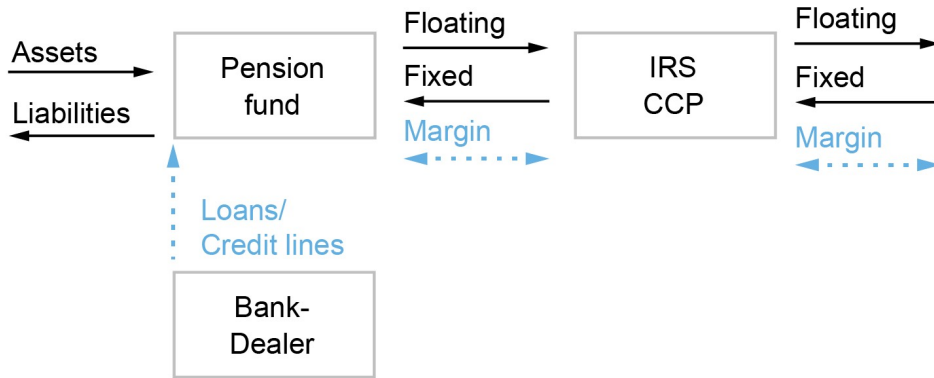 Assets
Liabilities
Pension
fund
Floating
Fixed
Margin
IRS
CCP
Floating
Fixed
Margin
Loans/
Credit lines
Bank-
Dealer